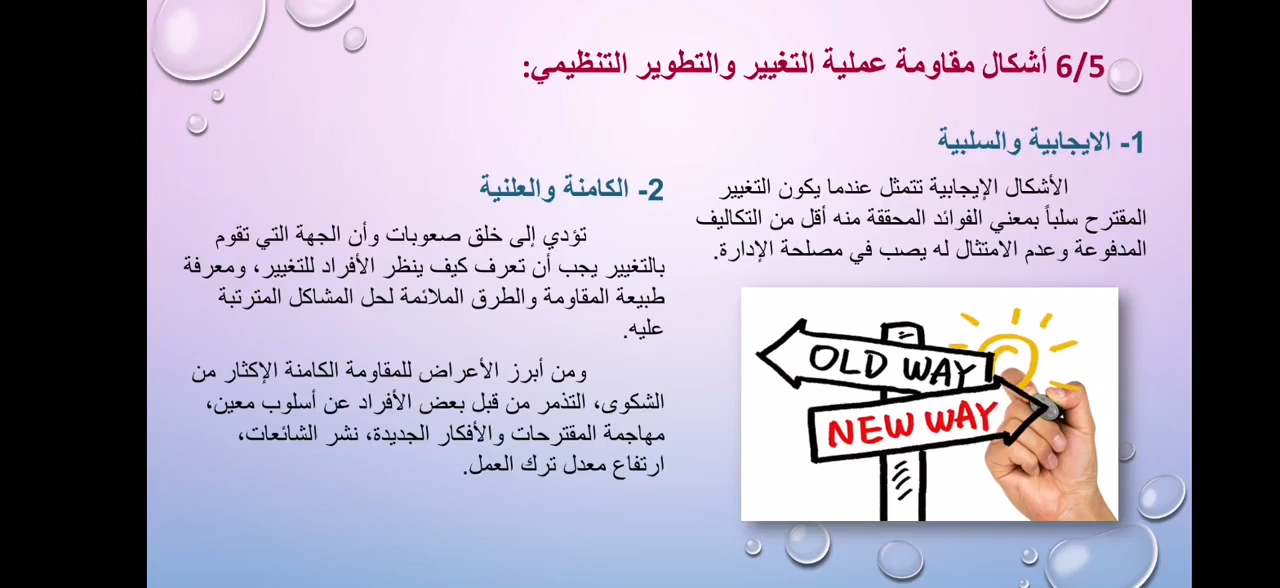 6/5 أشكال مقاومة عملية التغيير والتطوير التنظيمي:
1- الايجابية والسلبية
الأشكال الإيجابية تتمثل عندما يكون التغيير
المقترح سلباً بمعني الفوائد المحققة منه أقل من التكاليف
المدفوعة وعدم الامتثال له يصب في مصلحة الإدارة.
OLD WAY
NEW WAY
2- الكامنة والعلنية
تؤدي إلى خلق صعوبات وأن الجهة التي تقوم
بالتغيير يجب أن تعرف كيف ينظر الأفراد للتغيير، ومعرفة
طبيعة المقاومة والطرق الملائمة لحل المشاكل المترتبة
عليه.
ومن أبرز الأعراض للمقاومة الكامنة الإكثار من
الشكوى، التذمر من قبل بعض الأفراد عن أسلوب معين،
مهاجمة المقترحات والأفكار الجديدة، نشر الشائعات،
ارتفاع معدل ترك العمل.